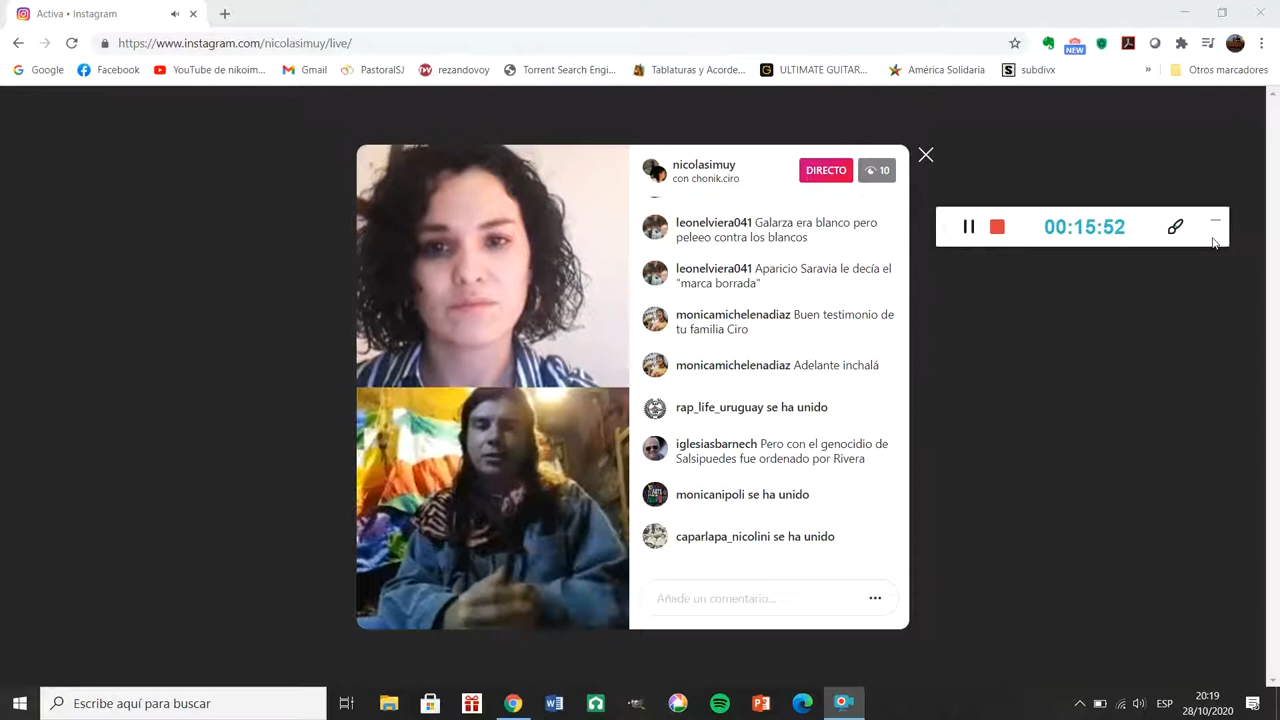 Activa • Instagram
https://www.instagram.com/nicolasimuy/live/
NEW
Google
Facebook
YouTube de nikoim...
Gmail
PastoralSJ
rezandovoy
Torrent Search Engi...
Tablaturas y Acorde...
ULTIMATE GUITAR...
América Solidaria
subdivx
»
Otros marcadores
nicolasimuy
con chonik.ciro
DIRECTO
10
leonelviera041 Galarza era blanco pero
peleeo contra los blancos
leonelviera041 Aparicio Saravia le decía el
"marca borrada"
monicamichelenadiaz Buen testimonio de
tu familia Ciro
monicamichelenadiaz Adelante inchalá
rap_life_uruguay se ha unido
iglesiasbarnech Pero con el genocidio de
Salsipuedes fue ordenado por Rivera
monicanipoli se ha unido
caparlapa_nicolini se ha unido
Añade un comentario...
00:15:52
Escribe aquí para buscar
ESP
20:19
28/10/2020